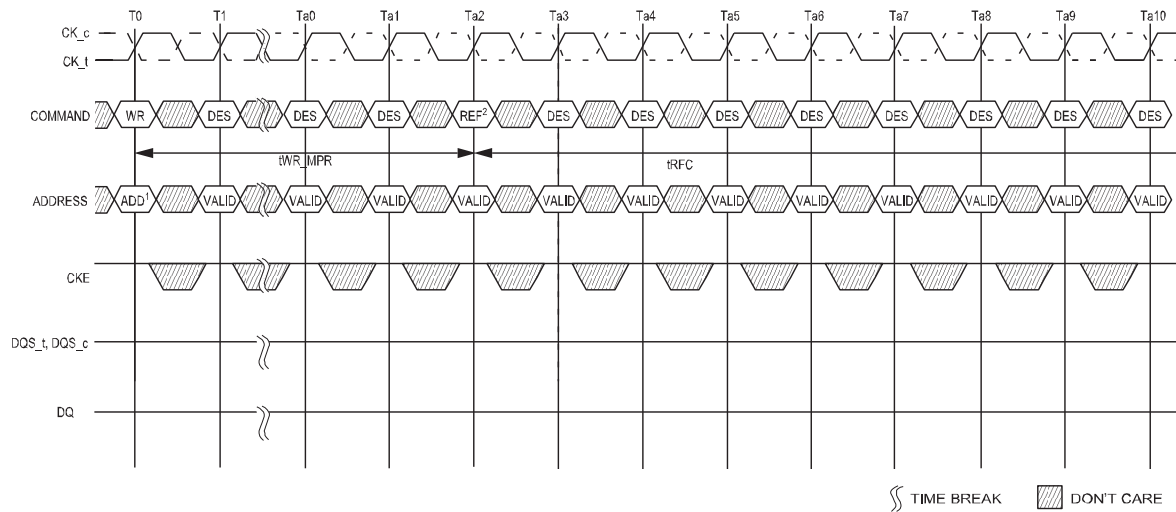 T0 T1 Ta0 Ta1 Ta2 Ta3 Ta4 Ta5 Ta6 Ta7 Ta8 Ta9 Ta10
CK_c
CK_t
COMMAND WR DES DES DES REF2 DES DES DES DES DES DES DES DES
tWR_MPR tRFC
ADDRESS ADD1 VALID VALID VALID VALID VALID VALID VALID VALID VALID VALID VALID VALID
CKE
DQS_t, DQS_c
DQ
TIME BREAK DON'T CARE